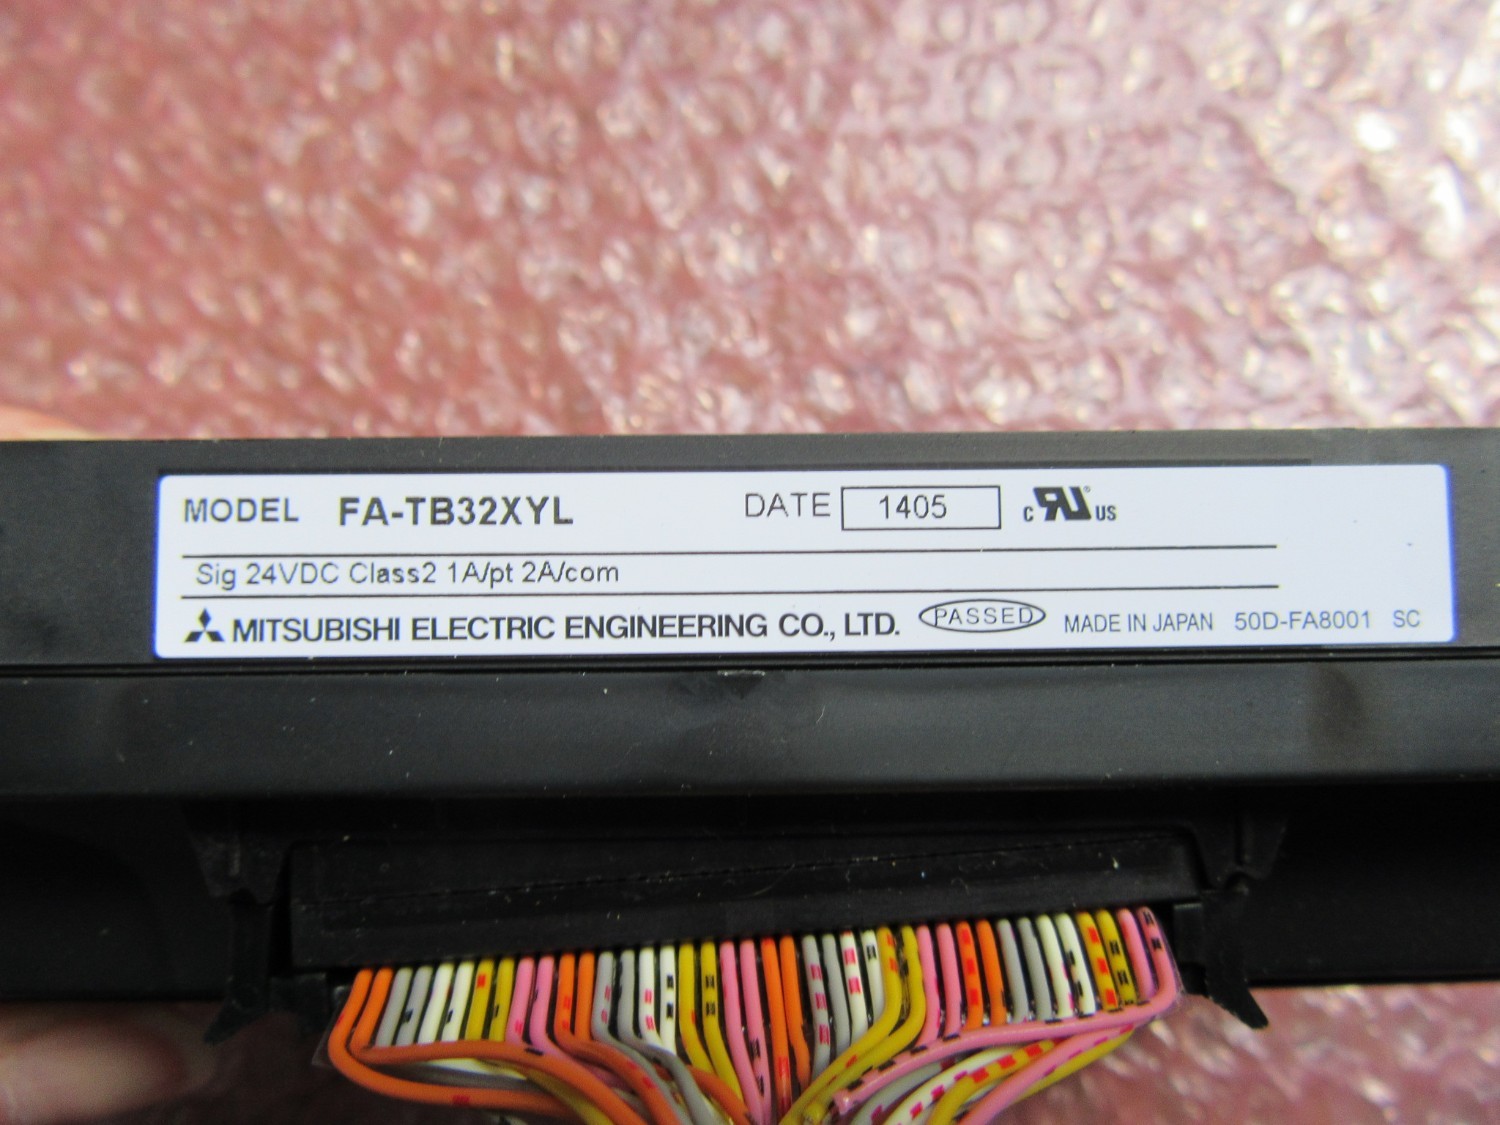 MODEL FA-TB32XYL DATE 1405 c RU US
Sig 24VDC Class2 1A/pt 2A/com
MITSUBISHI ELECTRIC ENGINEERING CO., LTD. PASSED MADE IN JAPAN 50D-FA8001 SC